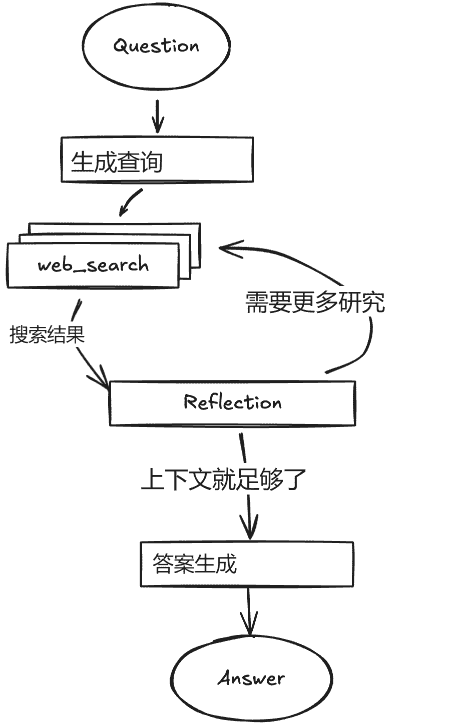 Question
生成查询
web_search
需要更多研究
搜索结果
Reflection
上下文就足够了
答案生成
Answer